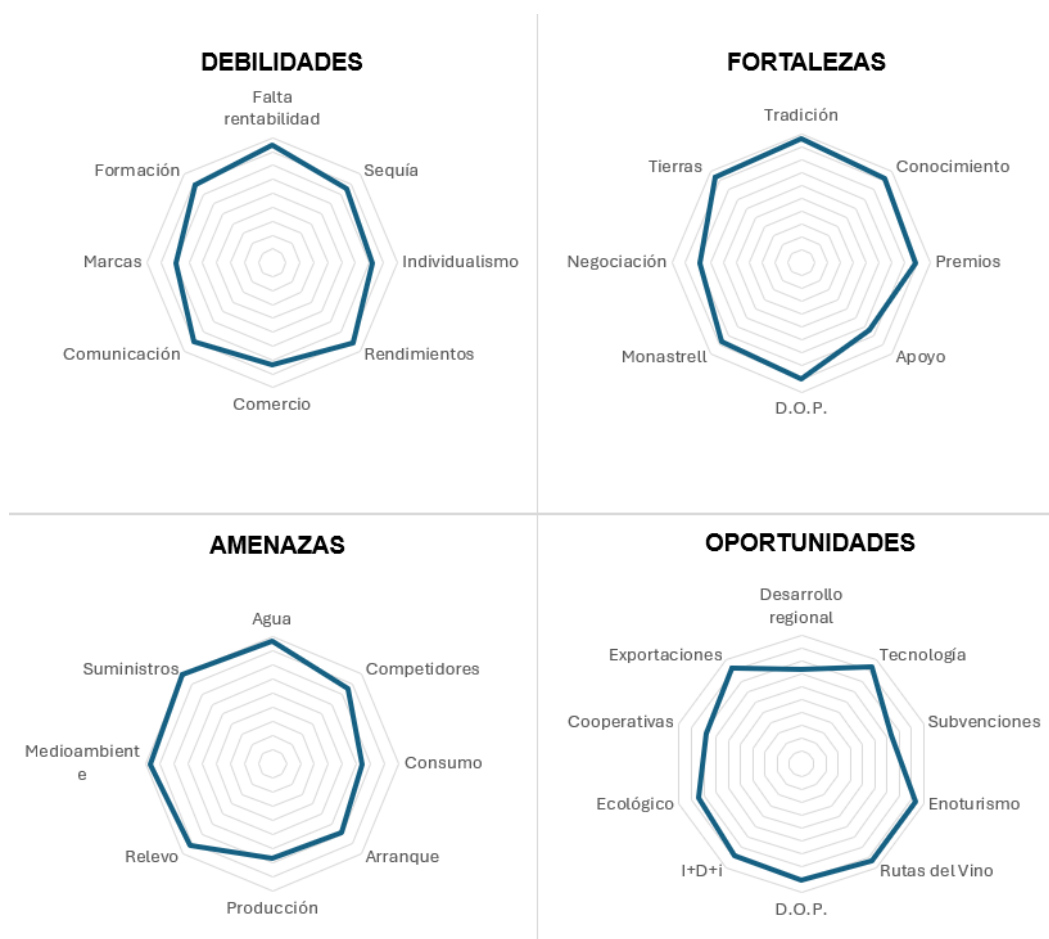 DEBILIDADES
Falta
rentabilidad
Sequía
Individualismo
Rendimientos
Comercio
Comunicación
Marcas
Formación
FORTALEZAS
Tradición
Conocimiento
Premios
Apoyo
D.O.P.
Monastrell
Negociación
Tierras
AMENAZAS
Agua
Competidores
Consumo
Arranque
Producción
Relevo
Medioambient
e
Suministros
OPORTUNIDADES
Desarrollo
regional
Tecnología
Subvenciones
Enoturismo
Rutas del Vino
D.O.P.
I+D+i
Ecológico
Cooperativas
Exportaciones